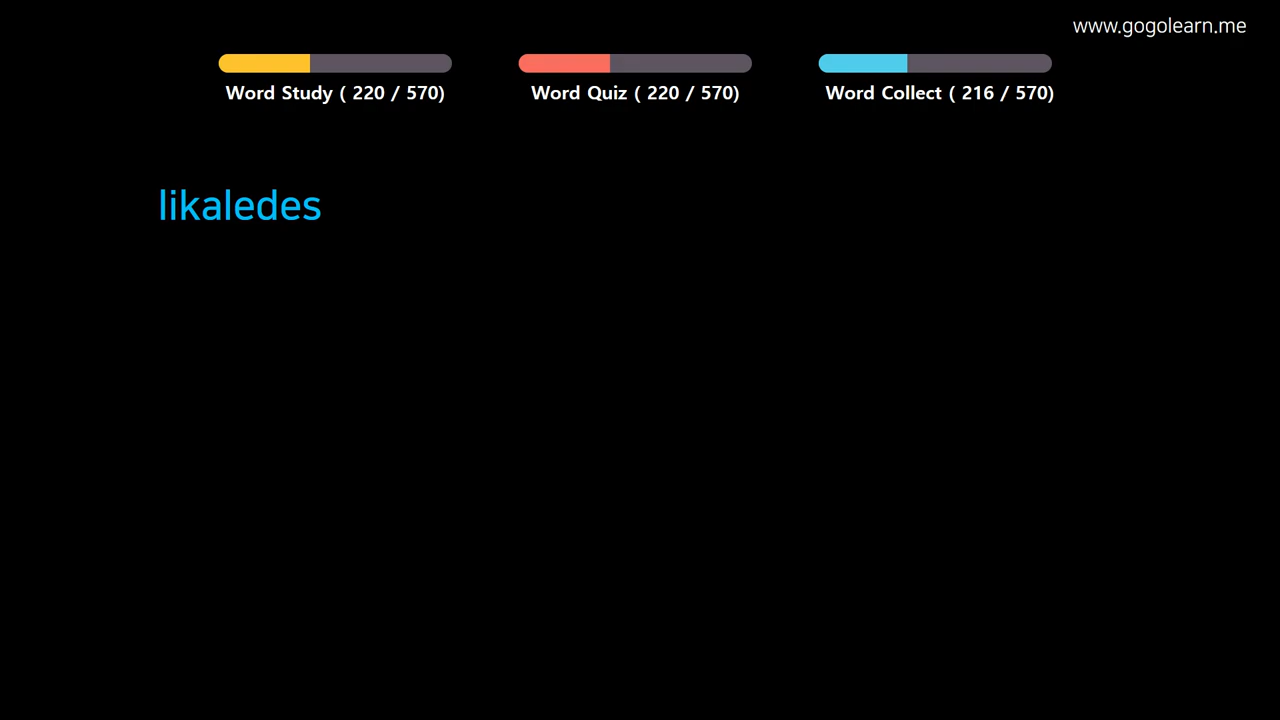 www.gogolearn.me
Word Study ( 220 / 570)
Word Quiz ( 220 / 570)
Word Collect ( 216 / 570)
likaledes